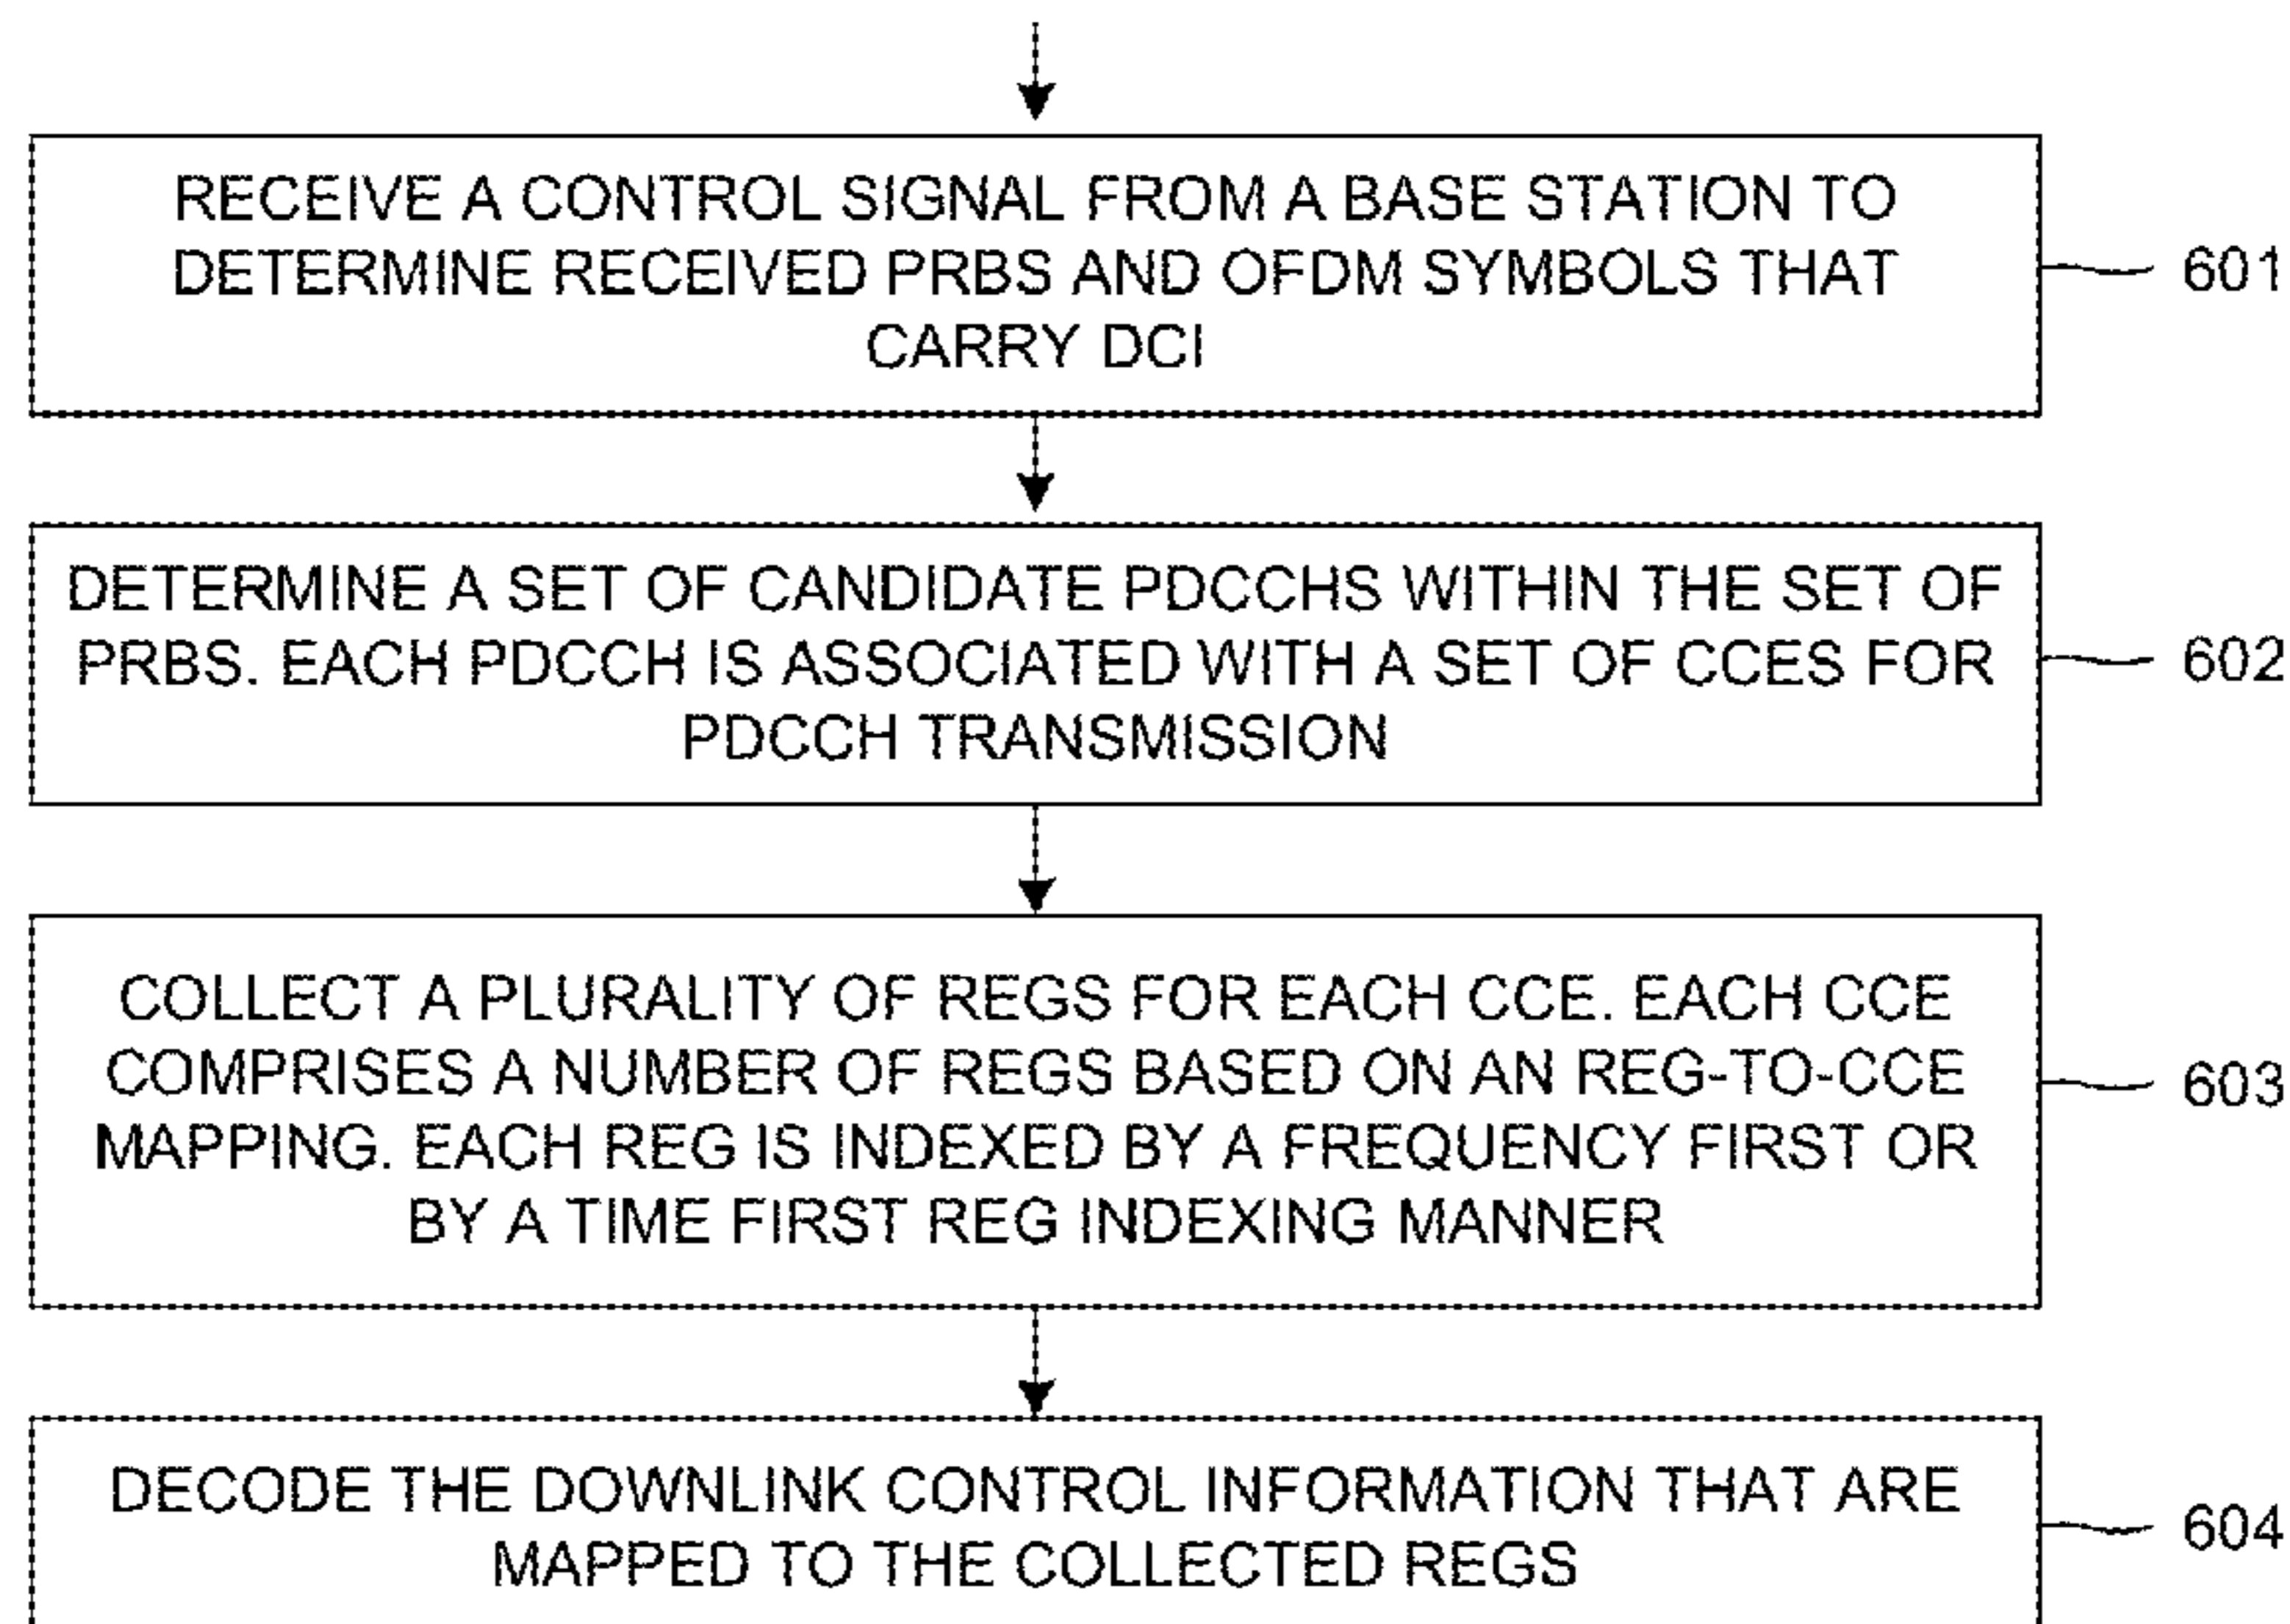 RECEIVE A CONTROL SIGNAL FROM A BASE STATION TO
DETERMINE RECEIVED PRBS AND OFDM SYMBOLS THAT
CARRY DCI
601
DETERMINE A SET OF CANDIDATE PDCCHS WITHIN THE SET OF
PRBS. EACH PDCCH IS ASSOCIATED WITH A SET OF CCES FOR
PDCCH TRANSMISSION
602
COLLECT A PLURALITY OF REGS FOR EACH CCE. EACH CCE
COMPRISES A NUMBER OF REGS BASED ON AN REG-TO-CCE
MAPPING. EACH REG IS INDEXED BY A FREQUENCY FIRST OR
BY A TIME FIRST REG INDEXING MANNER
603
DECODE THE DOWNLINK CONTROL INFORMATION THAT ARE
MAPPED TO THE COLLECTED REGS
604